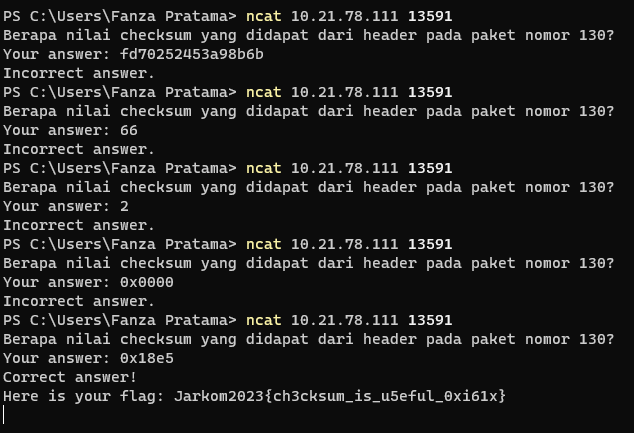 PS C:\Users\Fanza Pratama> ncat 10.21.78.111 13591
Berapa nilai checksum yang didapat dari header pada paket nomor 130?
Your answer: fd70252453a98b6b
Incorrect answer.
PS C:\Users\Fanza Pratama> ncat 10.21.78.111 13591
Berapa nilai checksum yang didapat dari header pada paket nomor 130?
Your answer: 66
Incorrect answer.
PS C:\Users\Fanza Pratama> ncat 10.21.78.111 13591
Berapa nilai checksum yang didapat dari header pada paket nomor 130?
Your answer: 2
Incorrect answer.
PS C:\Users\Fanza Pratama> ncat 10.21.78.111 13591
Berapa nilai checksum yang didapat dari header pada paket nomor 130?
Your answer: 0x0000
Incorrect answer.
PS C:\Users\Fanza Pratama> ncat 10.21.78.111 13591
Berapa nilai checksum yang didapat dari header pada paket nomor 130?
Your answer: 0x18e5
Correct answer!
Here is your flag: Jarkom2023{ch3cksum_is_u5eful_0xi61x}